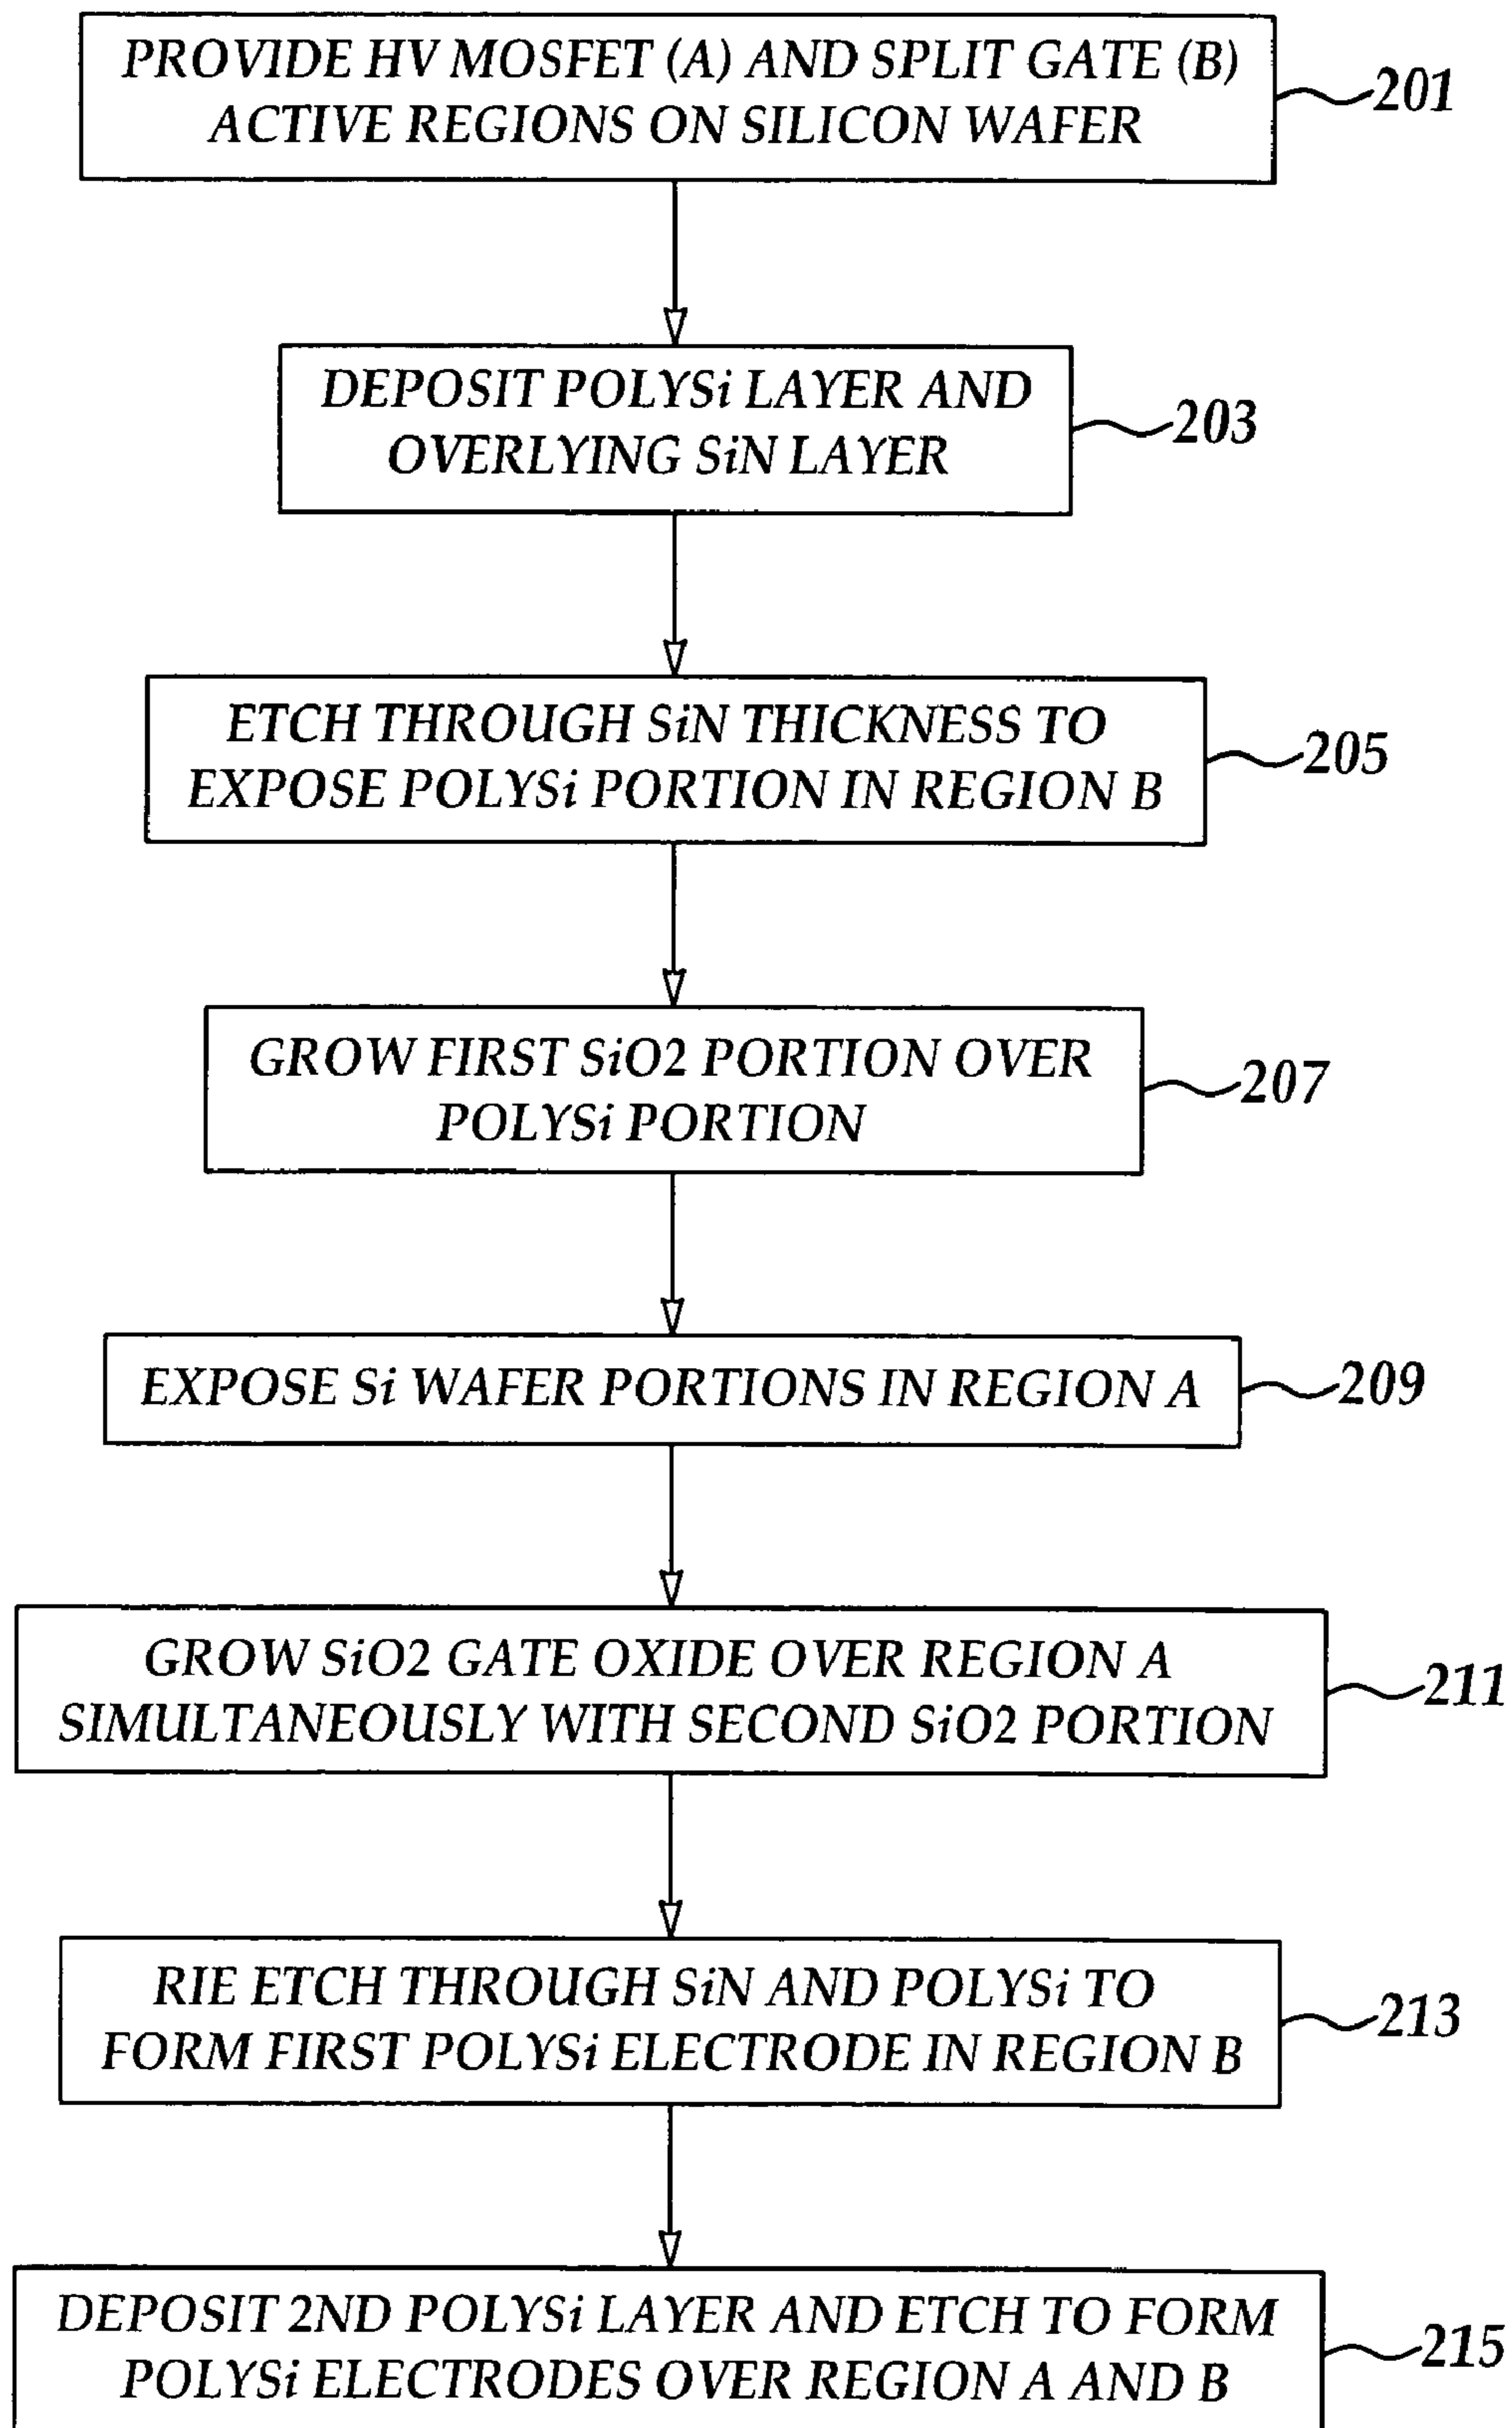 PROVIDE HV MOSFET (A) AND SPLIT GATE (B)
ACTIVE REGIONS ON SILICON WAFER
201
DEPOSIT POLYSi LAYER AND
OVERLYING SiN LAYER
203
ETCH THROUGH SiN THICKNESS TO
EXPOSE POLYSi PORTION IN REGION B
205
GROW FIRST SiO2 PORTION OVER
POLYSi PORTION
207
EXPOSE Si WAFER PORTIONS IN REGION A
209
GROW SiO2 GATE OXIDE OVER REGION A
SIMULTANEOUSLY WITH SECOND SiO2 PORTION
211
RIE ETCH THROUGH SiN AND POLYSi TO
FORM FIRST POLYSi ELECTRODE IN REGION B
213
DEPOSIT 2ND POLYSi LAYER AND ETCH TO FORM
POLYSi ELECTRODES OVER REGION A AND B
215